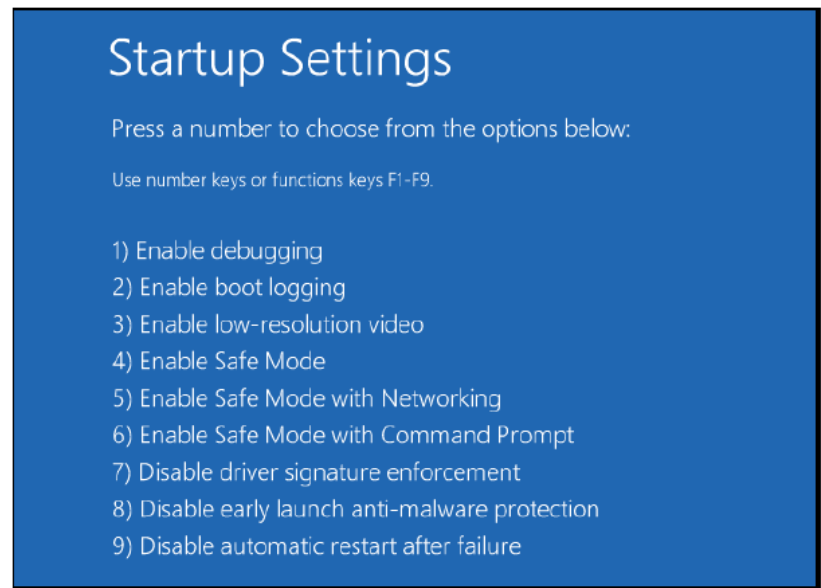 Startup Settings
Press a number to choose from the options below:
Use number keys or functions keys F1-F9.
1) Enable debugging
2) Enable boot logging
3) Enable low-resolution video
4) Enable Safe Mode
5) Enable Safe Mode with Networking
6) Enable Safe Mode with Command Prompt
7) Disable driver signature enforcement
8) Disable early launch anti-malware protection
9) Disable automatic restart after failure